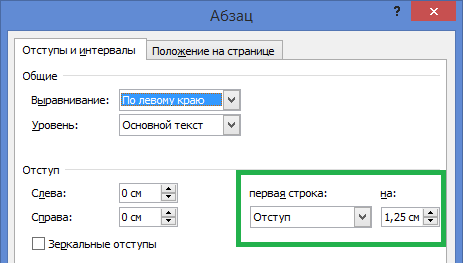 Абзац
? ×
Отступы и интервалы Положение на странице
Общие
Выравнивание: По левому краю
Уровень: Основной текст
Отступ
Слева: 0 см первая строка: на:
Справа: 0 см Отступ 1,25 см
Зеркальные отступы